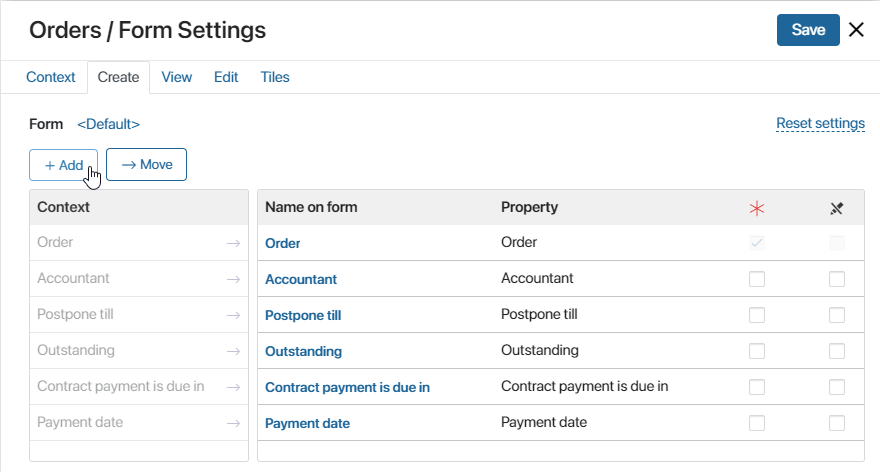 Orders / Form Settings
Save
Context Create View Edit Tiles
Form <Default> Reset settings
+ Add → Move
Context Name on form Property
Order → Order Order
Accountant → Accountant Accountant
Postpone till → Postpone till Postpone till
Outstanding → Outstanding Outstanding
Contract payment is due in → Contract payment is due in Contract payment is due in
Payment date → Payment date Payment date